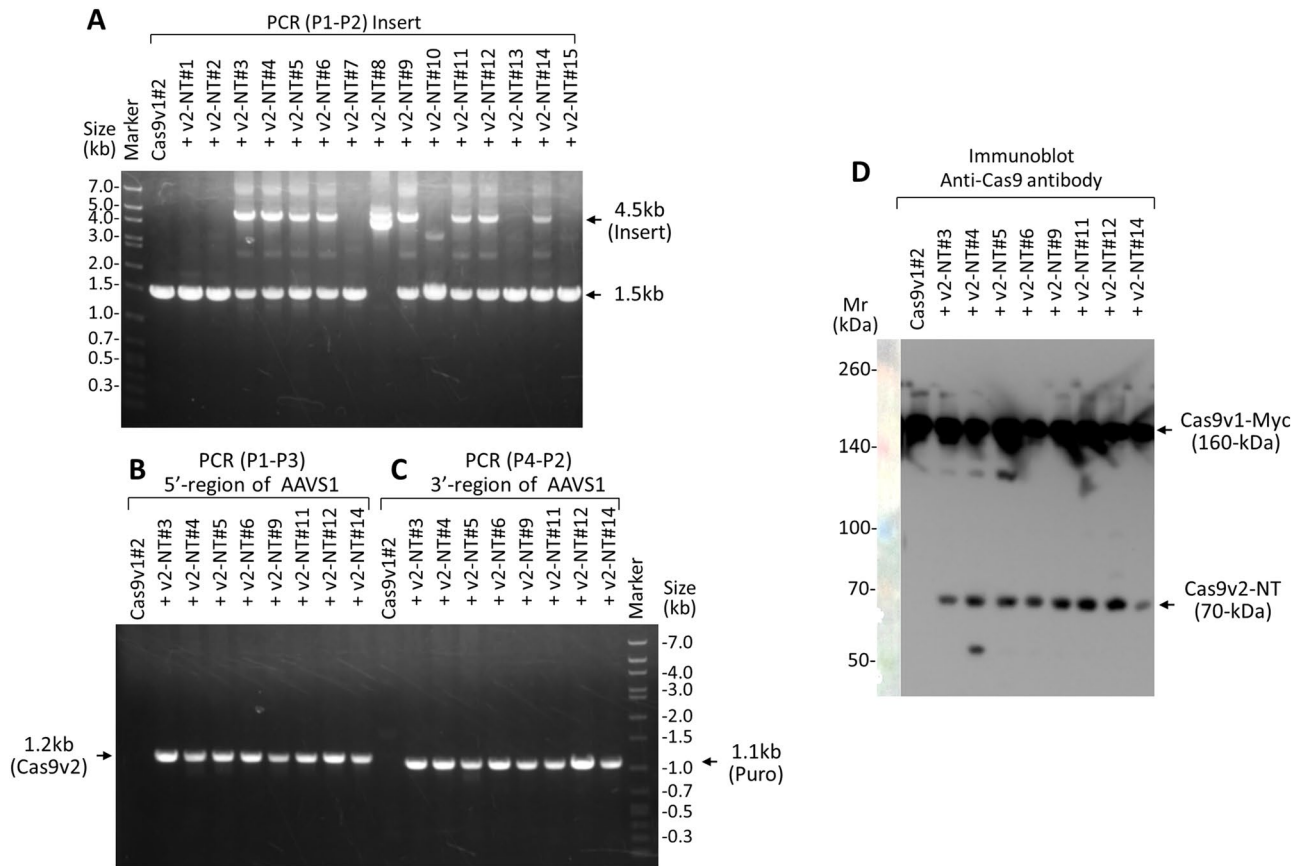 A
PCR (P1-P2) Insert
Size
(kb)
Marker
Cas9v1#2
+ v2-NT#1
+ v2-NT#2
+ v2-NT#3
+ v2-NT#4
+ v2-NT#5
+ v2-NT#6
+ v2-NT#7
+ v2-NT#8
+ v2-NT#9
+ v2-NT#10
+ v2-NT#11
+ v2-NT#12
+ v2-NT#13
+ v2-NT#14
+ v2-NT#15
7.0-
5.0-
4.0-
3.0-
2.0-
1.5-
1.0-
0.7-
0.5-
0.3-
4.5kb
(Insert)
1.5kb
B
PCR (P1-P3)
5’-region of AAVS1
Cas9v1#2
+ v2-NT#3
+ v2-NT#4
+ v2-NT#5
+ v2-NT#6
+ v2-NT#9
+ v2-NT#11
+ v2-NT#12
+ v2-NT#14
1.2kb
(Cas9v2)
C
PCR (P4-P2)
3’-region of AAVS1
Cas9v1#2
+ v2-NT#3
+ v2-NT#4
+ v2-NT#5
+ v2-NT#6
+ v2-NT#9
+ v2-NT#11
+ v2-NT#12
+ v2-NT#14
Marker
Size
(kb)
-7.0
-4.0
-3.0
-2.0
-1.5
-1.0
-0.7
-0.5
-0.3
1.1kb
(Puro)
D
Immunoblot
Anti-Cas9 antibody
Mr
(kDa)
Cas9v1#2
+ v2-NT#3
+ v2-NT#4
+ v2-NT#5
+ v2-NT#6
+ v2-NT#9
+ v2-NT#11
+ v2-NT#12
+ v2-NT#14
260-
140-
100-
70-
50-
Cas9v1-Myc
(160-kDa)
Cas9v2-NT
(70-kDa)